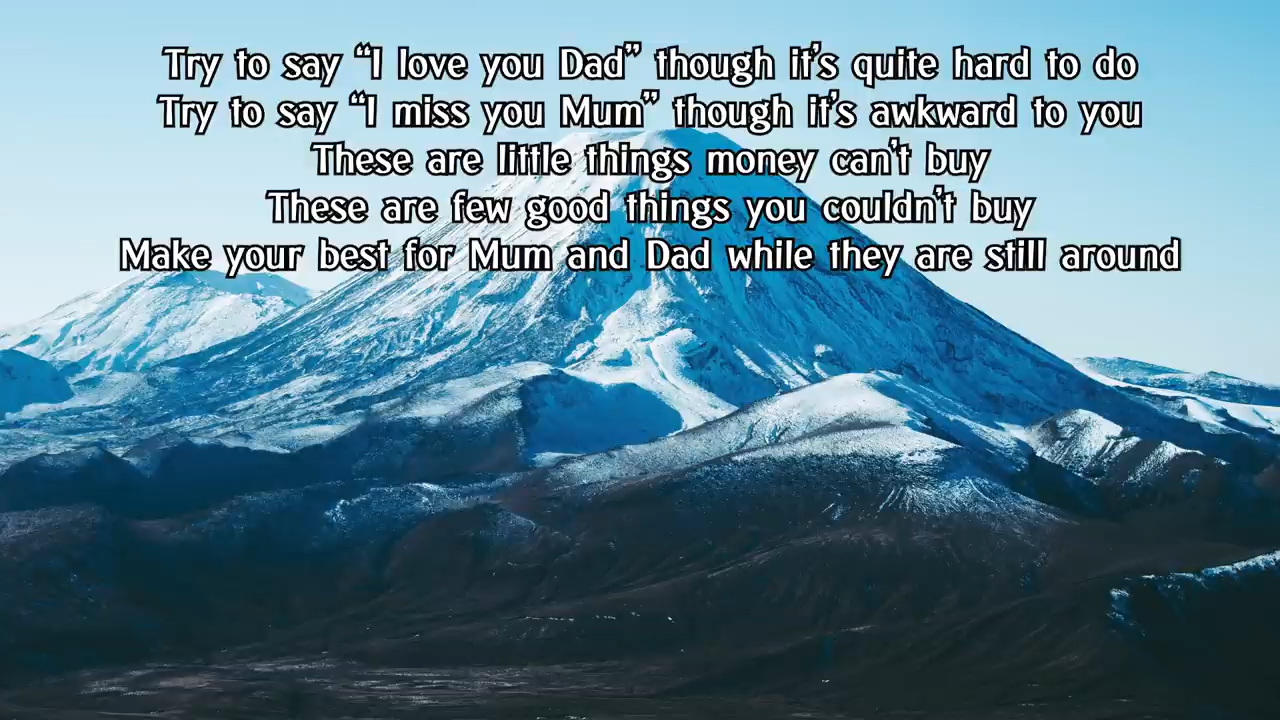 Try to say “I love you Dad” though it’s quite hard to do
Try to say “I miss you Mum” though it’s awkward to you
These are little things money can’t buy
These are few good things you couldn’t buy
Make your best for Mum and Dad while they are still around